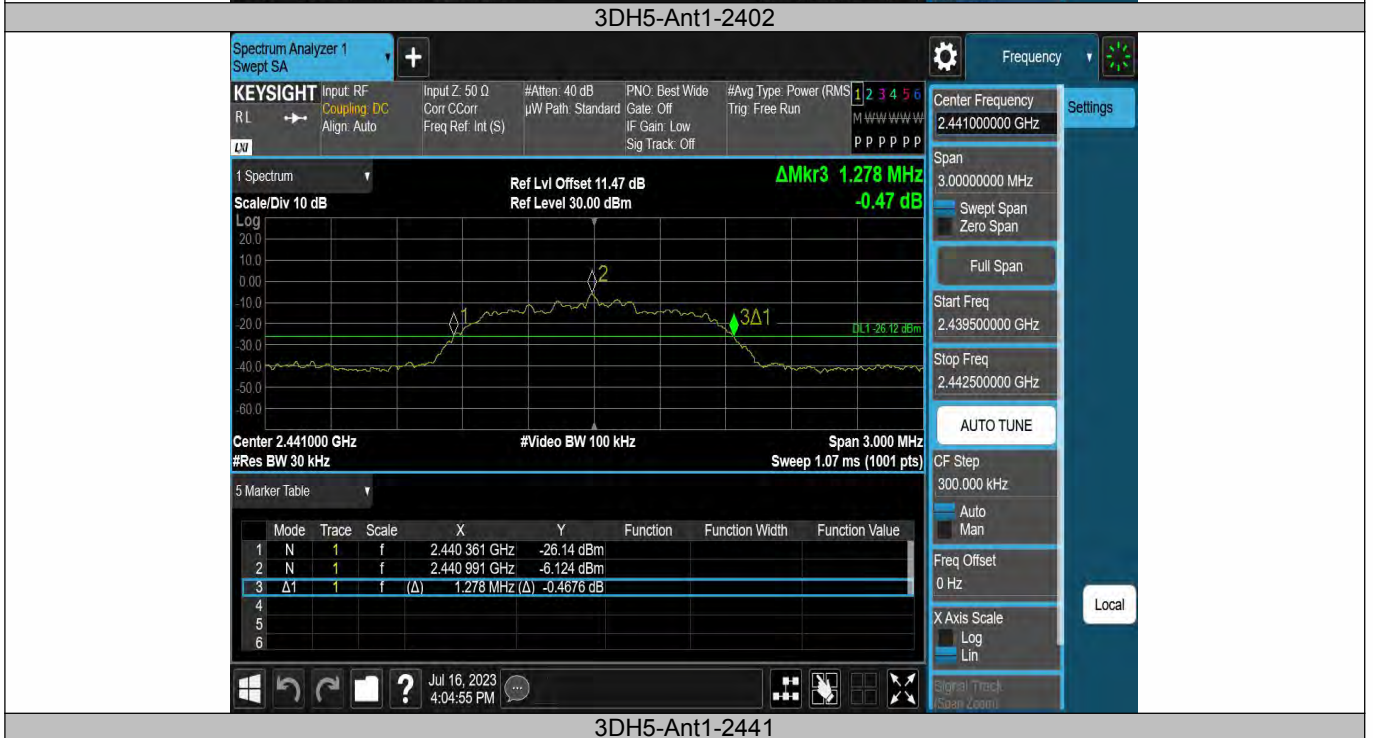 3DH5-Ant1-2402
Spectrum Analyzer 1
Swept SA
+
Frequency
KEYSIGHT
RL
LXI
Input: RF
Coupling: DC
Align: Auto
Input Z: 50 Ω
Corr CCorr
Freq Ref: Int (S)
#Atten: 40 dB
µW Path: Standard
PNO: Best Wide
Gate: Off
IF Gain: Low
Sig Track: Off
#Avg Type: Power (RMS
Trig: Free Run
1 2 3 4 5 6
M W W W W W
P P P P P P
Center Frequency
2.441000000 GHz
Settings
Span
3.00000000 MHz
Swept Span
Zero Span
Full Span
Start Freq
2.439500000 GHz
Stop Freq
2.442500000 GHz
AUTO TUNE
CF Step
300.000 kHz
Auto
Man
Freq Offset
0 Hz
X Axis Scale
Log
Lin
Signal Track
(Span Zoom)
Local
1 Spectrum
Scale/Div 10 dB
Ref Lvl Offset 11.47 dB
Ref Level 30.00 dBm
ΔMkr3 1.278 MHz
-0.47 dB
Log
20.0
10.0
0.00
-10.0
-20.0
-30.0
-40.0
-50.0
-60.0
1
2
3Δ1
DL1 -26.12 dBm
Center 2.441000 GHz
#Res BW 30 kHz
#Video BW 100 kHz
Span 3.000 MHz
Sweep 1.07 ms (1001 pts)
5 Marker Table
Mode Trace Scale X Y Function Function Width Function Value
1 N 1 f 2.440 361 GHz -26.14 dBm
2 N 1 f 2.440 991 GHz -6.124 dBm
3 Δ1 1 f (Δ) 1.278 MHz (Δ) -0.4676 dB
4
5
6
?
Jul 16, 2023
4:04:55 PM
3DH5-Ant1-2441